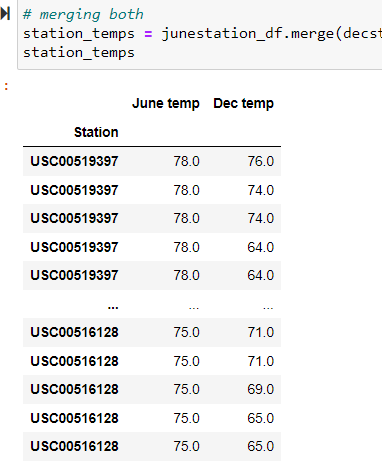 # merging both
station_temps = junestation_df.merge(decst
station_temps
:
June temp Dec temp
Station
USC00519397 78.0 76.0
USC00519397 78.0 74.0
USC00519397 78.0 74.0
USC00519397 78.0 64.0
USC00519397 78.0 64.0
... ... ...
USC00516128 75.0 71.0
USC00516128 75.0 71.0
USC00516128 75.0 69.0
USC00516128 75.0 65.0
USC00516128 75.0 65.0